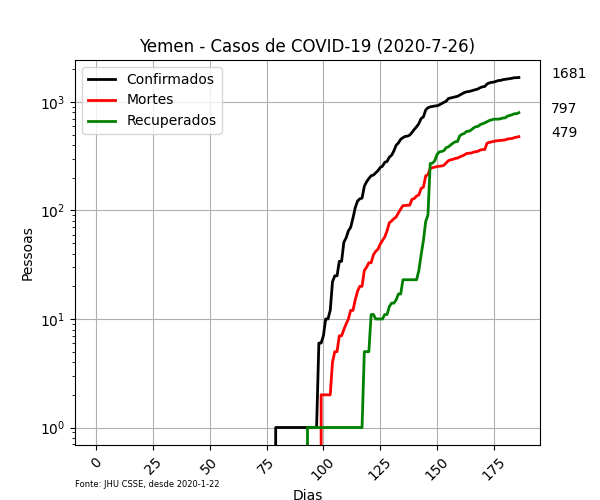 Yemen - Casos de COVID-19 (2020-7-26)
Confirmados
Mortes
Recuperados
1681
797
479
Pessoas
10³
10²
10¹
10⁰
0
25
50
75
100
125
150
175
Fonte: JHU CSSE, desde 2020-1-22
Dias